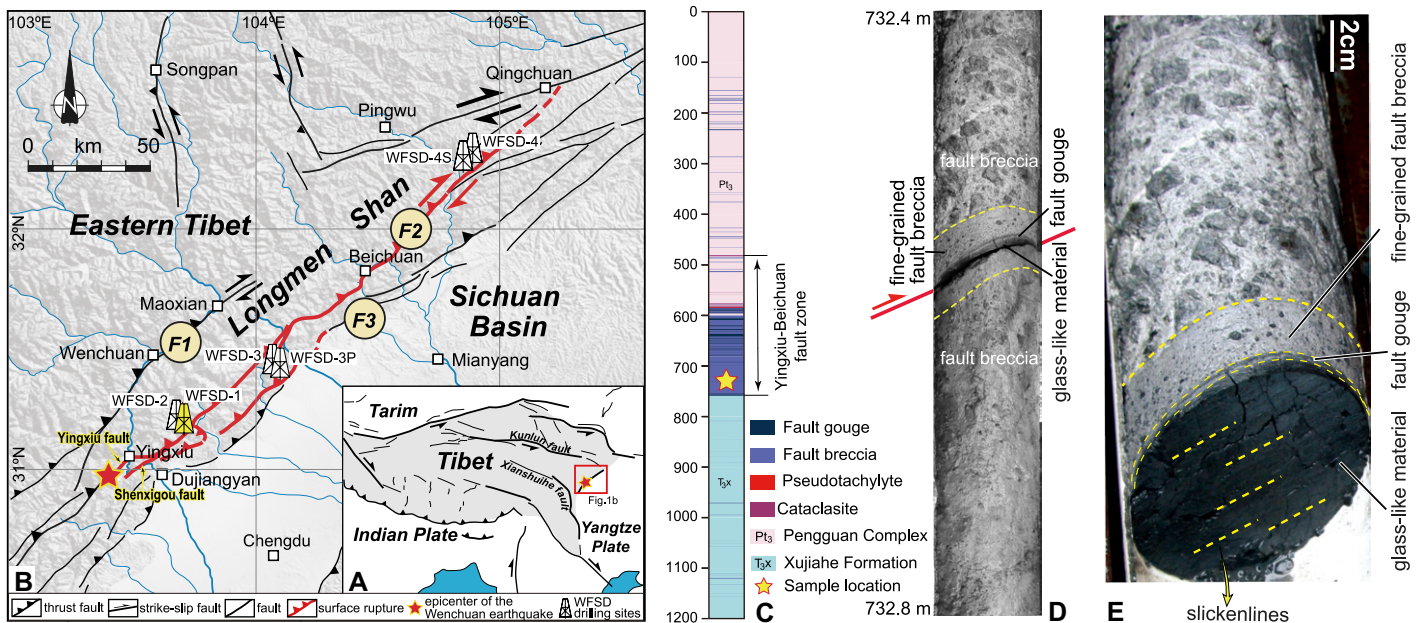 103°E
104°E
105°E
Songpan
Qingchuan
Pingwu
N
0 km 50
WFSD-4
WFSD-4S
Eastern Tibet
Longmen Shan
32°N
F2
Beichuan
Maoxian
Sichuan
Basin
F3
F1
Wenchuan
WFSD-3
WFSD-3P
Mianyang
WFSD-2
WFSD-1
Yingxiu fault
Yingxiu
31°N
Dujiangyan
Shenxigou fault
Chengdu
B
Tarim
Kunlun fault
Tibet
Xianshuihe fault
Fig.1b
Indian Plate
Yangtze
Plate
A
thrust fault
strike-slip fault
fault
surface rupture
epicenter of the
Wenchuan earthquake
WFSD
drilling sites
0
100
200
300
400
500
600
700
800
900
1000
1100
1200
Pt3
T3x
Yingxiu-Beichuan
fault zone
Fault gouge
Fault breccia
Pseudotachylyte
Cataclasite
Pt3 Pengguan Complex
T3x Xujiahe Formation
Sample location
C
732.4 m
fault breccia
fine-grained
fault breccia
fault gouge
glass-like material
fault breccia
732.8 m
D
2cm
fine-grained fault breccia
fault gouge
glass-like material
E
slickenlines